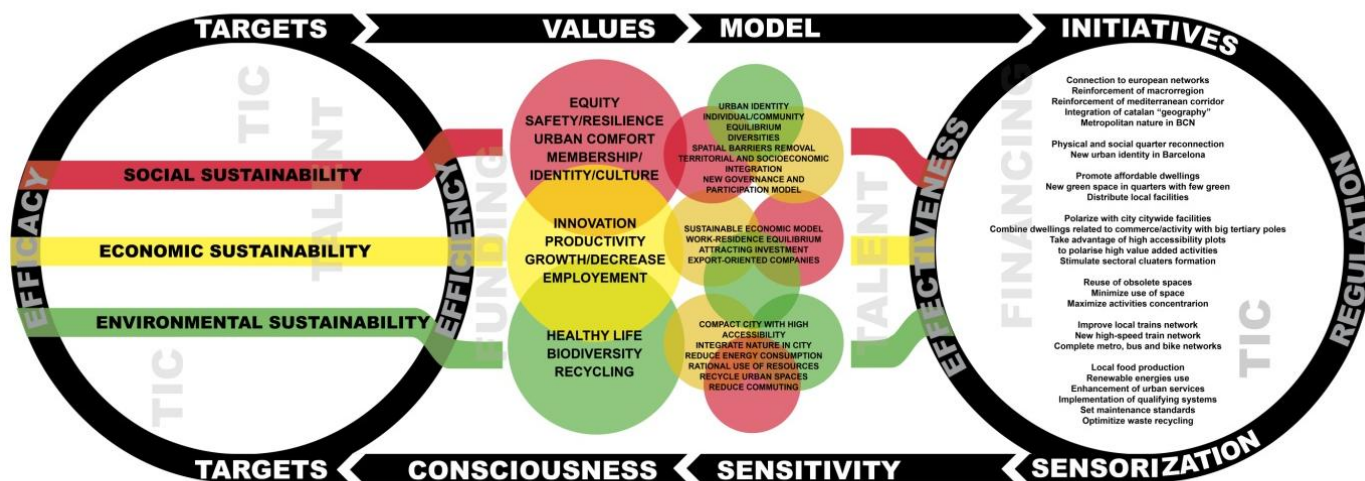 TARGETS
VALUES
MODEL
INITIATIVES
EFFICACY
TIC
TALENT
TIC
SOCIAL SUSTAINABILITY
ECONOMIC SUSTAINABILITY
ENVIRONMENTAL SUSTAINABILITY
EFFICIENCY
FUNDING
EQUITY
SAFETY/RESILIENCE
URBAN COMFORT
MEMBERSHIP/
IDENTITY/CULTURE
INNOVATION
PRODUCTIVITY
GROWTH/DECREASE
EMPLOYEMENT
HEALTHY LIFE
BIODIVERSITY
RECYCLING
URBAN IDENTITY
INDIVIDUAL/COMMUNITY
EQUILIBRIUM
DIVERSITIES
SPATIAL BARRIERS REMOVAL
TERRITORIAL AND SOCIOECONOMIC
INTEGRATION
NEW GOVERNANCE AND
PARTICIPATION MODEL
SUSTAINABLE ECONOMIC MODEL
WORK-RESIDENCE EQUILIBRIUM
ATTRACTING INVESTMENT
EXPORT-ORIENTED COMPANIES
COMPACT CITY WITH HIGH
ACCESSIBILITY
INTEGRATE NATURE IN CITY
REDUCE ENERGY CONSUMPTION
RATIONAL USE OF RESOURCES
RECYCLE URBAN SPACES
REDUCE COMMUTING
TALENT
EFFECTIVENESS
FINANCING
Connection to european networks
Reinforcement of macrorregion
Reinforcement of mediterranean corridor
Integration of catalan "geography"
Metropolitan nature in BCN
Physical and social quarter reconnection
New urban identity in Barcelona
Promote affordable dwellings
New green space in quarters with few green
Distribute local facilities
Polarize with city citywide facilities
Combine dwellings related to commerce/activity with big tertiary poles
Take advantage of high accessibility plots
to polarise high value added activities
Stimulate sectoral cluaters formation
Reuse of obsolete spaces
Minimize use of space
Maximize activities concentrarion
Improve local trains network
New high-speed train network
Complete metro, bus and bike networks
Local food production
Renewable energies use
Enhancement of urban services
Implementation of qualifying systems
Set maintenance standards
Optimitize waste recycling
TIC
REGULATION
TARGETS
CONSCIOUSNESS
SENSITIVITY
SENSORIZATION